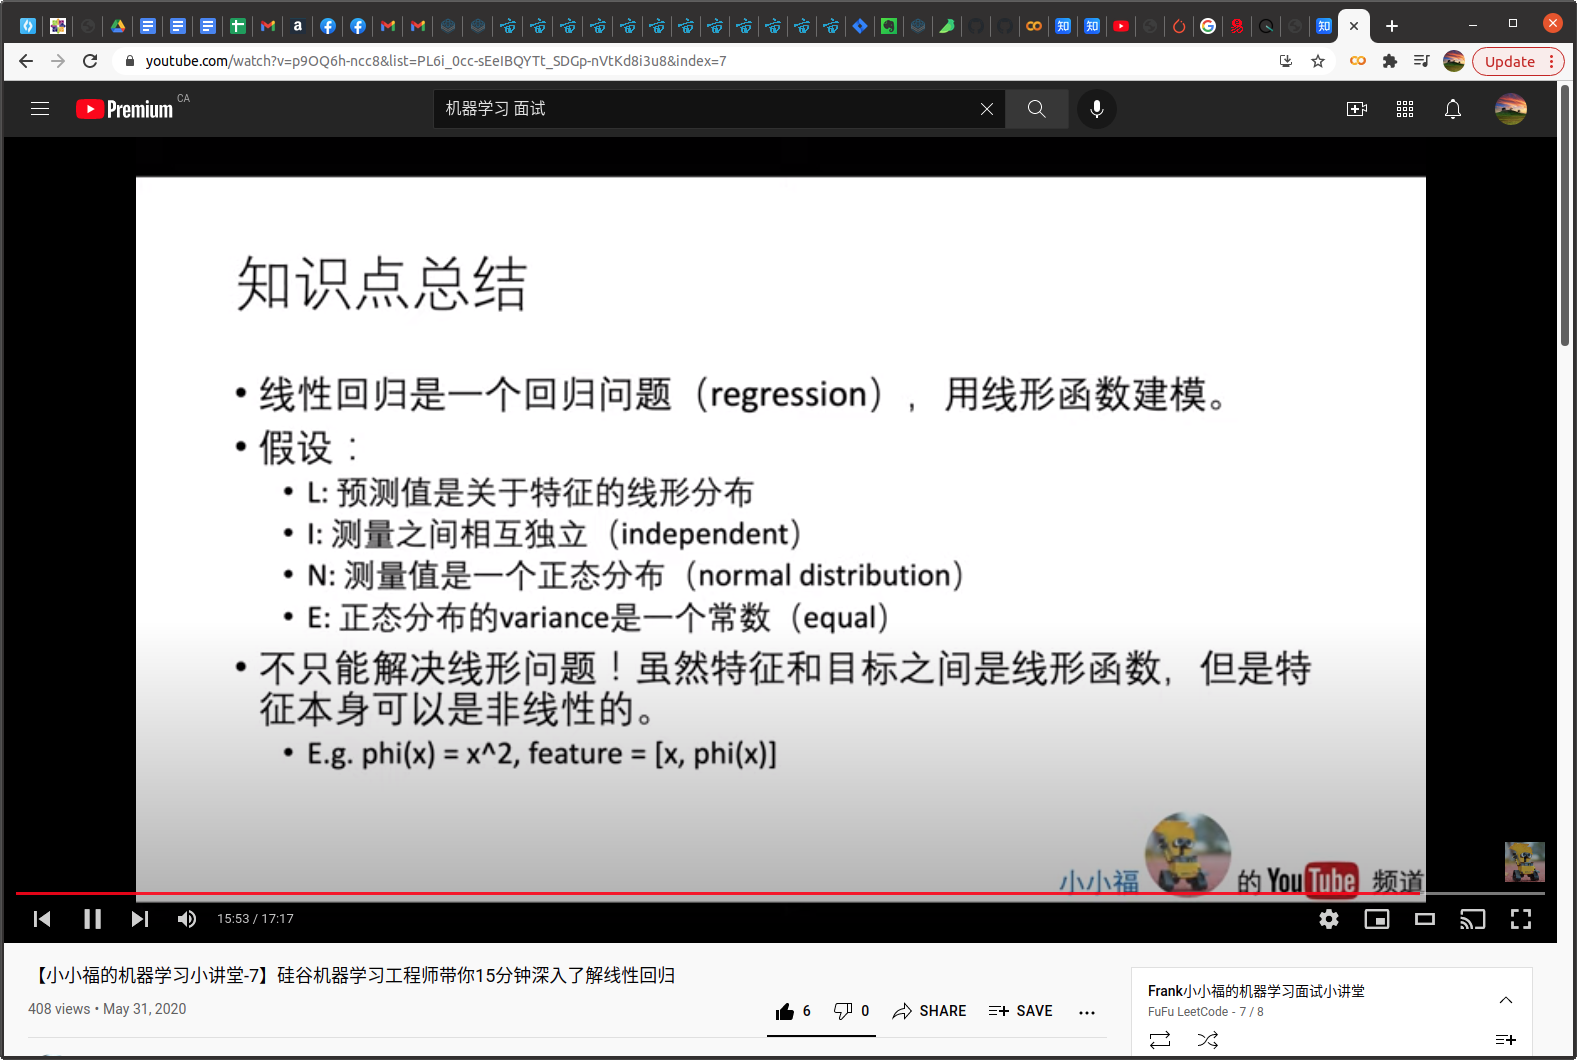 youtube.com/watch?v=p9OQ6h-ncc8&list=PL6i_0cc-sEeIBQYTt_SDGp-nVtKd8i3u8&index=7
Update
Premium CA
机器学习 面试
知识点总结
• 线性回归是一个回归问题（regression），用线形函数建模。
• 假设：
• L: 预测值是关于特征的线形分布
• I: 测量之间相互独立（independent）
• N: 测量值是一个正态分布（normal distribution）
• E: 正态分布的variance是一个常数（equal）
• 不只能解决线形问题！虽然特征和目标之间是线形函数，但是特
征本身可以是非线性的。
• E.g. phi(x) = x^2, feature = [x, phi(x)]
小小福 的 YouTube 频道
15:53 / 17:17
【小小福的机器学习小讲堂-7】硅谷机器学习工程师带你15分钟深入了解线性回归
408 views • May 31, 2020
6 0 SHARE SAVE
Frank小小福的机器学习面试小讲堂
FuFu LeetCode - 7 / 8